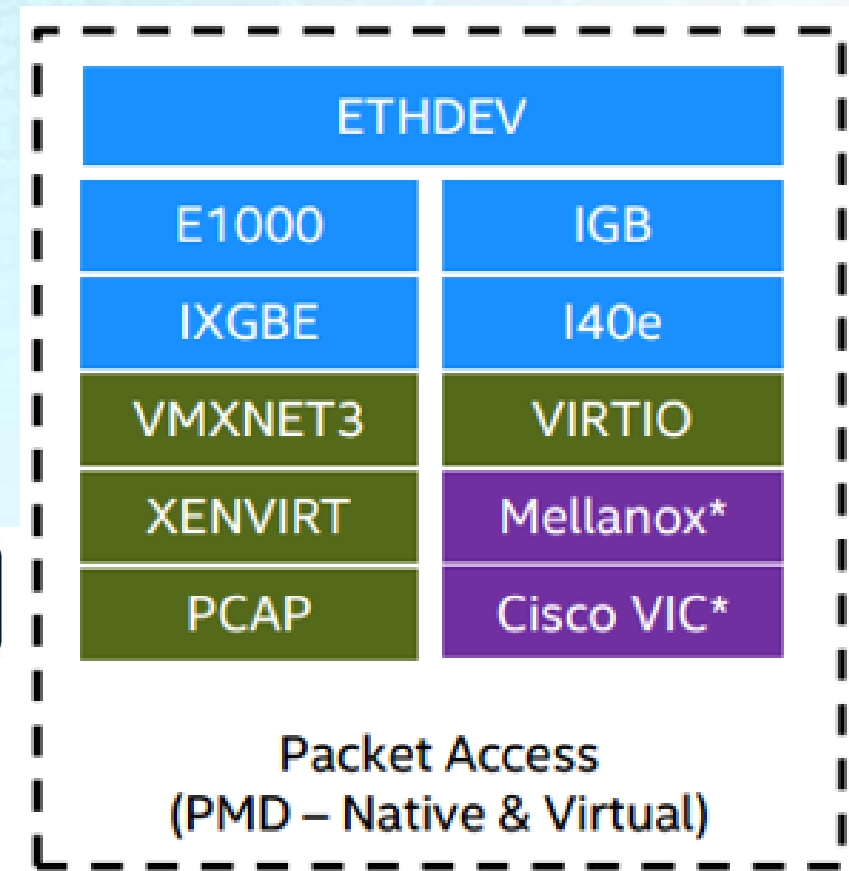 ETHDEV
E1000
IGB
IXGBE
I40e
VMXNET3
VIRTIO
XENVIRT
Mellanox*
PCAP
Cisco VIC*
Packet Access
(PMD – Native & Virtual)